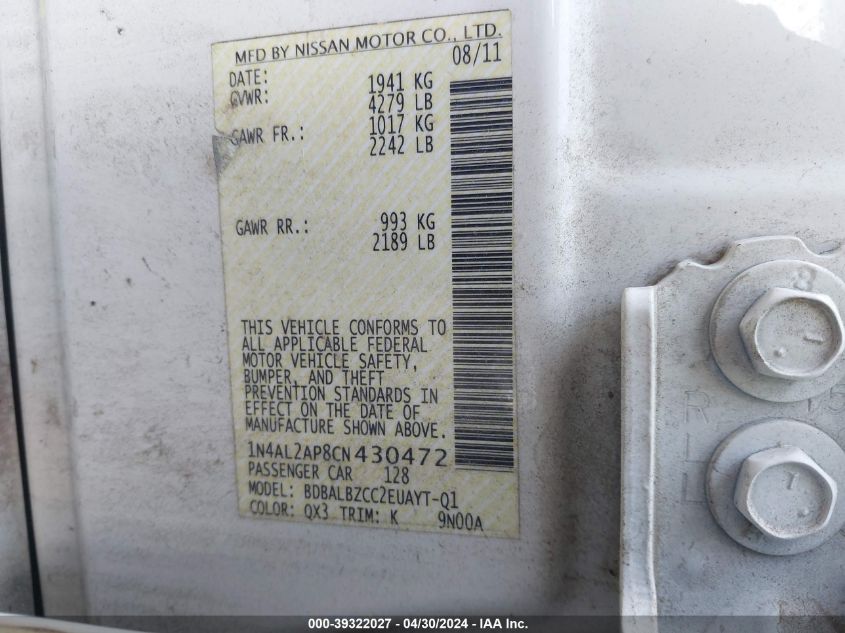 MFD BY NISSAN MOTOR CO., LTD.
DATE: 08/11
GVWR: 1941 KG
4279 LB
GAWR FR.: 1017 KG
2242 LB
GAWR RR.: 993 KG
2189 LB
THIS VEHICLE CONFORMS TO
ALL APPLICABLE FEDERAL
MOTOR VEHICLE SAFETY,
BUMPER, AND THEFT
PREVENTION STANDARDS IN
EFFECT ON THE DATE OF
MANUFACTURE SHOWN ABOVE.
1N4AL2AP8CN430472
PASSENGER CAR 128
MODEL: BDBALBZCC2EUAYT-Q1
COLOR: QX3 TRIM: K 9N00A
8
R
L
000-39322027 - 04/30/2024 - IAA Inc.